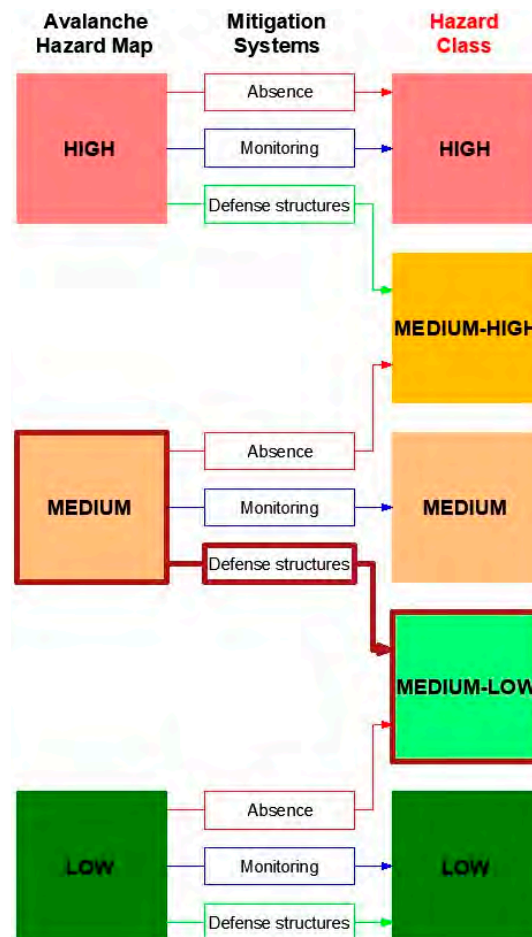 Avalanche
Hazard Map
Mitigation
Systems
Hazard
Class
HIGH
Absence
Monitoring
Defense structures
HIGH
MEDIUM-HIGH
MEDIUM
Absence
Monitoring
Defense structures
MEDIUM
MEDIUM-LOW
LOW
Absence
Monitoring
Defense structures
LOW